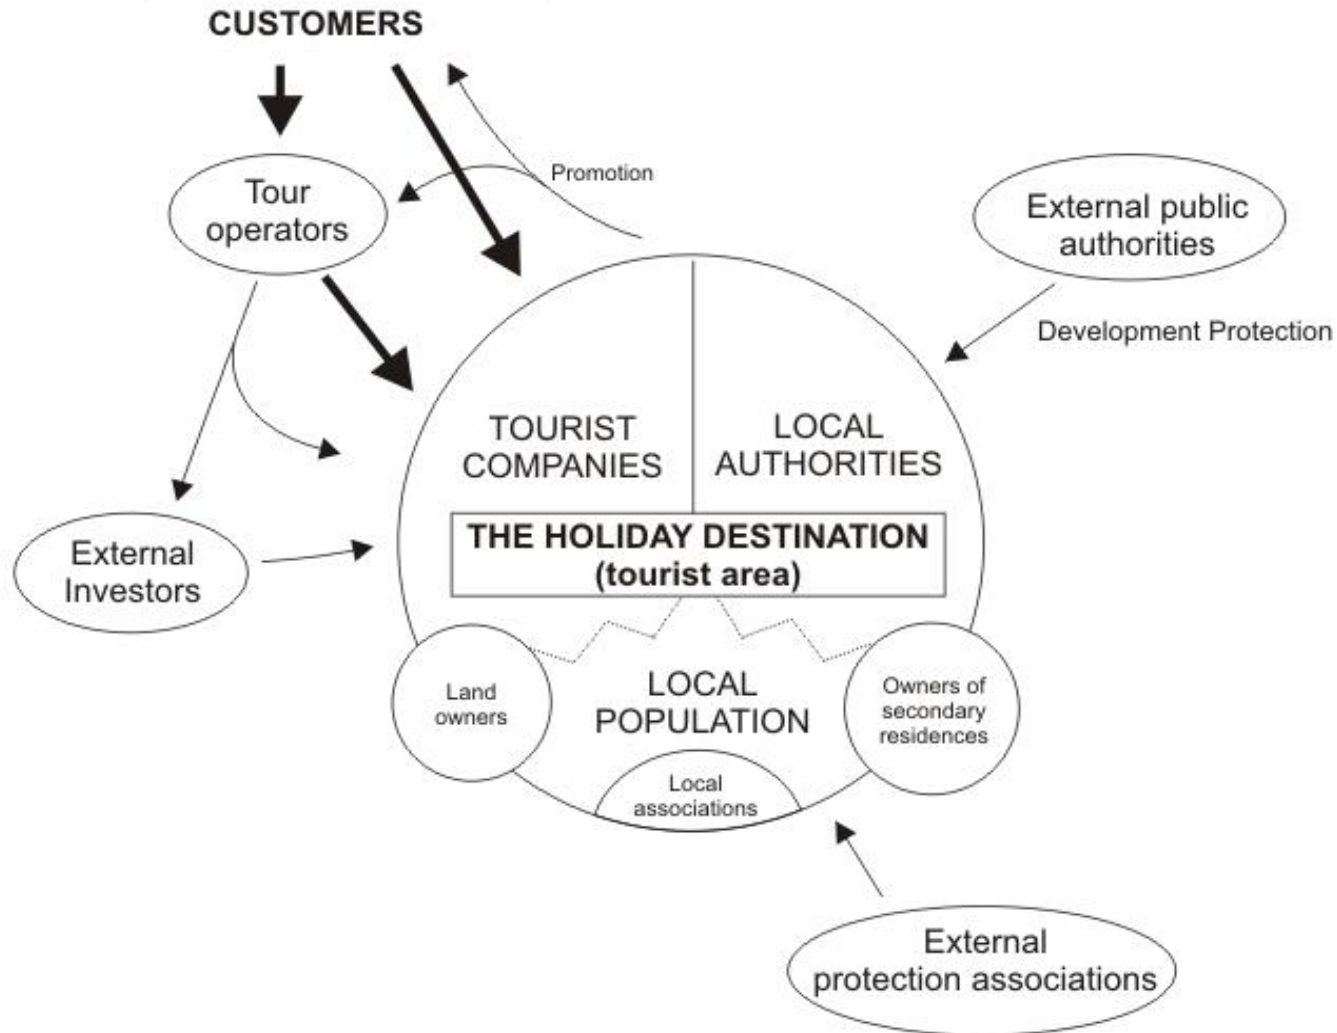 CUSTOMERS
Promotion
Tour
operators
External public
authorities
Development Protection
TOURIST
COMPANIES
LOCAL
AUTHORITIES
THE HOLIDAY DESTINATION
(tourist area)
External
Investors
Land
owners
LOCAL
POPULATION
Owners of
secondary
residences
Local
associations
External
protection associations